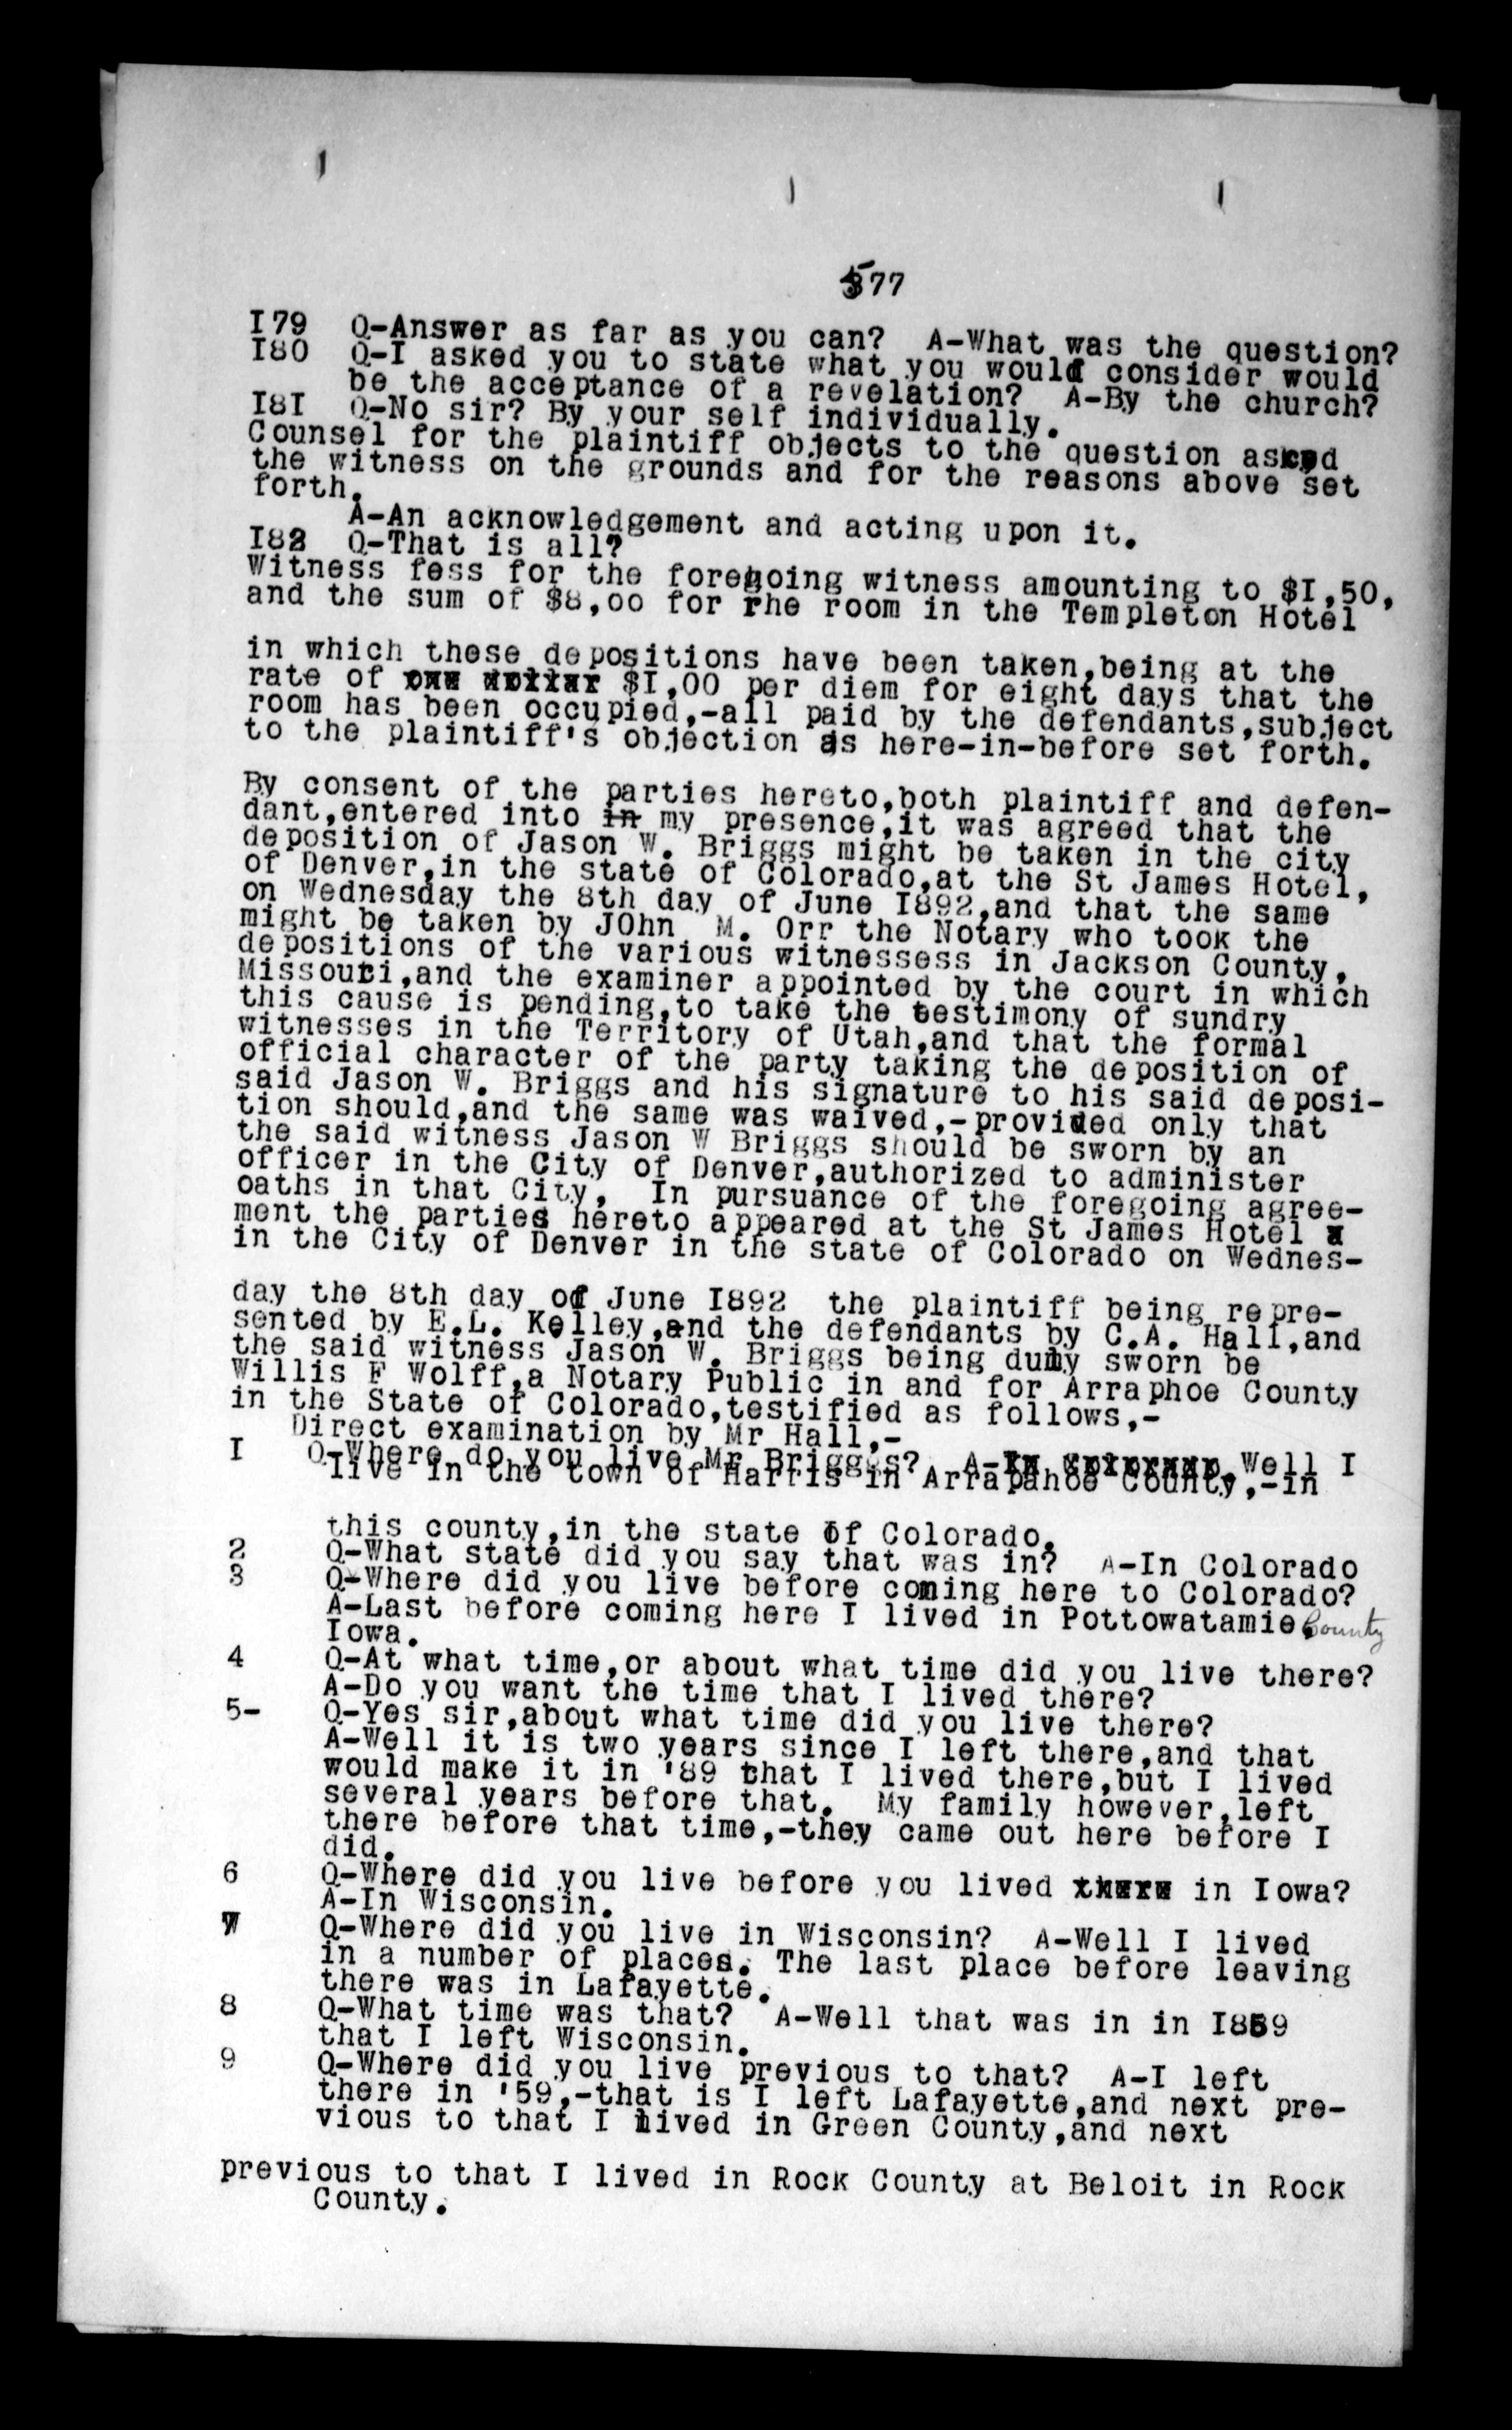 577
I79 Q-Answer as far as you can? A-What was the question?
I80 Q-I asked you to state what you would consider would
be the acceptance of a revelation? A-By the church?
I8I Q-No sir? By your self individually.
Counsel for the plaintiff objects to the question asked
the witness on the grounds and for the reasons above set
forth.
A-An acknowledgement and acting upon it.
I82 Q-That is all?
Witness fess for the foregoing witness amounting to $I,50,
and the sum of $8,00 for rhe room in the Templeton Hotel
in which these depositions have been taken,being at the
rate of one dollar $I,00 per diem for eight days that the
room has been occupied,-all paid by the defendants,subject
to the plaintiff's objection as here-in-before set forth.
By consent of the parties hereto,both plaintiff and defen-
dant,entered into in my presence,it was agreed that the
deposition of Jason W. Briggs might be taken in the city
of Denver,in the state of Colorado,at the St James Hotel,
on Wednesday the 8th day of June I892,and that the same
might be taken by JOhn M. Orr the Notary who took the
depositions of the various witnessess in Jackson County,
Missouri,and the examiner appointed by the court in which
this cause is pending,to take the testimony of sundry
witnesses in the Territory of Utah,and that the formal
official character of the party taking the deposition of
said Jason W. Briggs and his signature to his said deposi-
tion should,and the same was waived,-provided only that
the said witness Jason W Briggs should be sworn by an
officer in the City of Denver,authorized to administer
oaths in that City, In pursuance of the foregoing agree-
ment the parties hereto appeared at the St James Hotel
in the City of Denver in the state of Colorado on Wednes-
day the 8th day of June I892 the plaintiff being repre-
sented by E.L. Kelley,and the defendants by C.A. Hall,and
the said witness Jason W. Briggs being duly sworn be
Willis F Wolff,a Notary Public in and for Arraphoe County
in the State of Colorado,testified as follows,-
Direct examination by Mr Hall,-
I Q-Where do you live Mr Briggs? A-Well I
live in the town of Harris in Arrapahoe County,-in
this county,in the state of Colorado.
2 Q-What state did you say that was in? A-In Colorado
3 Q-Where did you live before coming here to Colorado?
A-Last before coming here I lived in Pottowatamie County
Iowa.
4 Q-At what time,or about what time did you live there?
A-Do you want the time that I lived there?
5- Q-Yes sir,about what time did you live there?
A-Well it is two years since I left there,and that
would make it in '89 that I lived there,but I lived
several years before that. My family however,left
there before that time,-they came out here before I
did.
6 Q-Where did you live before you lived there in Iowa?
A-In Wisconsin.
7 Q-Where did you live in Wisconsin? A-Well I lived
in a number of places. The last place before leaving
there was in Lafayette.
8 Q-What time was that? A-Well that was in in I859
that I left Wisconsin.
9 Q-Where did you live previous to that? A-I left
there in '59,-that is I left Lafayette,and next pre-
vious to that I lived in Green County,and next
previous to that I lived in Rock County at Beloit in Rock
County.